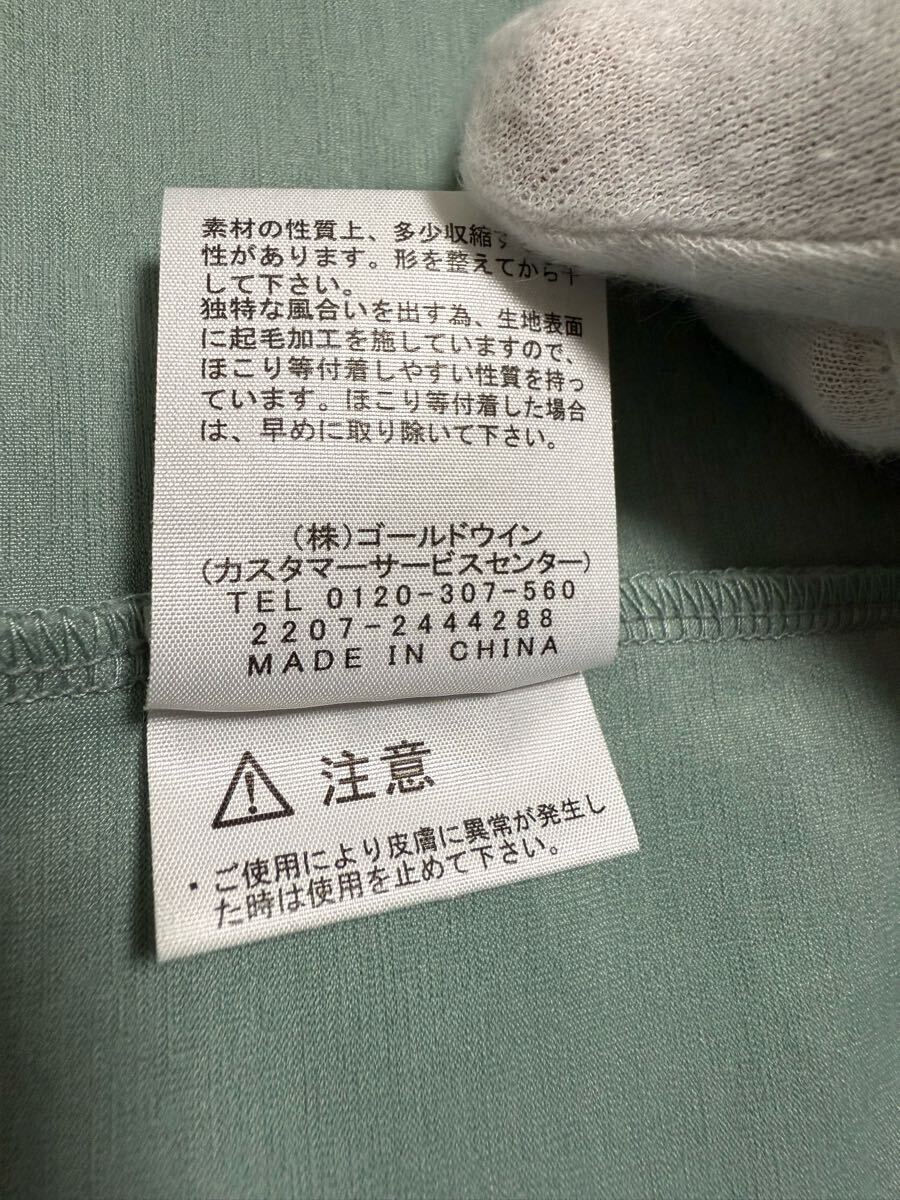 素材の性質上、多少収縮す
性があります。形を整えてから
して下さい。
独特な風合いを出す為、生地表面
に起毛加工を施していますので、
ほこり等付着しやすい性質を持っ
ています。ほこり等付着した場合
は、早めに取り除いて下さい。
(株)ゴールドウイン
(カスタマーサービスセンター)
TEL 0120-307-560
2207-2444288
MADE IN CHINA
注意
・ご使用により皮膚に異常が発生し
た時は使用を止めて下さい。